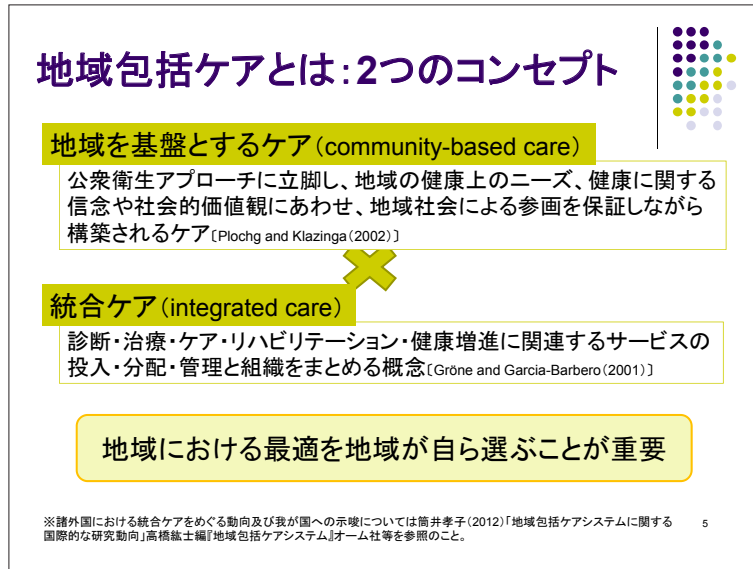 地域包括ケアとは：2つのコンセプト
地域を基盤とするケア（community-based care）
公衆衛生アプローチに立脚し、地域の健康上のニーズ、健康に関する
信念や社会的価値観にあわせ、地域社会による参画を保証しながら
構築されるケア〔Plochg and Klazinga（2002）〕
統合ケア（integrated care）
診断・治療・ケア・リハビリテーション・健康増進に関連するサービスの
投入・分配・管理と組織をまとめる概念〔Gröne and Garcia-Barbero（2001）〕
地域における最適を地域が自ら選ぶことが重要
※諸外国における統合ケアをめぐる動向及び我が国への示唆については筒井孝子（2012）「地域包括ケアシステムに関する
国際的な研究動向」高橋紘士編『地域包括ケアシステム』オーム社等を参照のこと。
5